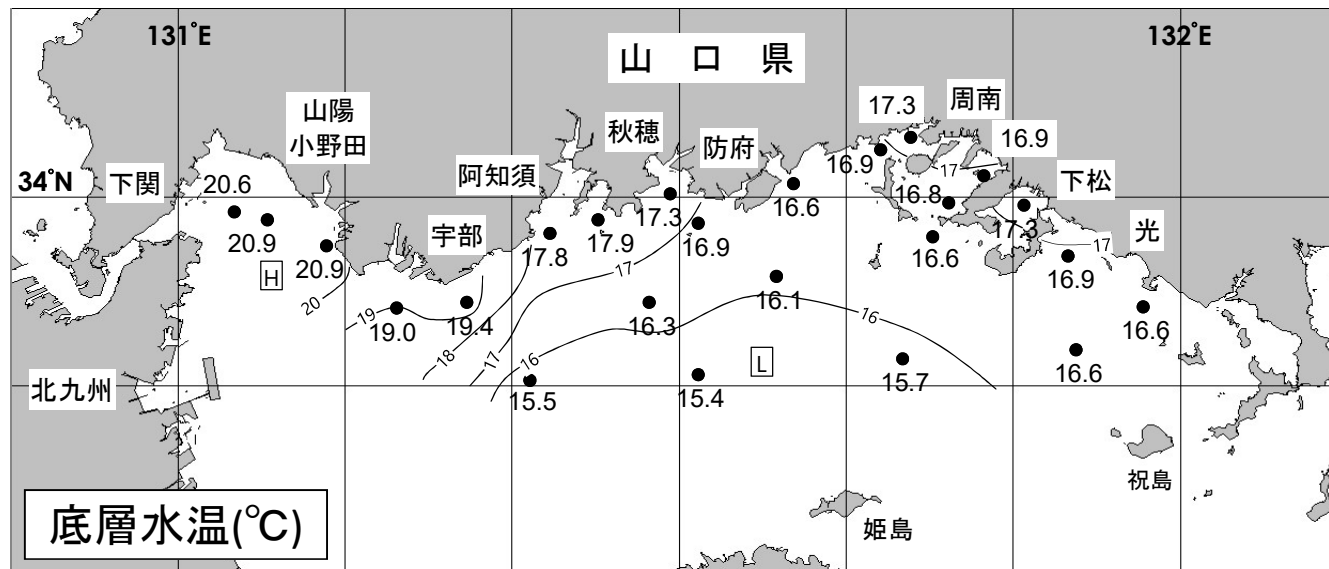 131°E
132°E
山 口 県
17.3
周南
山陽
小野田
秋穂
防府
16.9
16.9
34°N
下関
20.6
阿知須
17
16.8
下松
17.3
16.6
20.9
宇部
17.8
17.9
16.9
16.6
17.3
17
光
20.9
H
17
16.9
20
16.1
19
19.0
19.4
16.3
16
16.6
18
17
16
L
15.7
16.6
北九州
15.5
15.4
祝島
底層水温(℃)
姫島